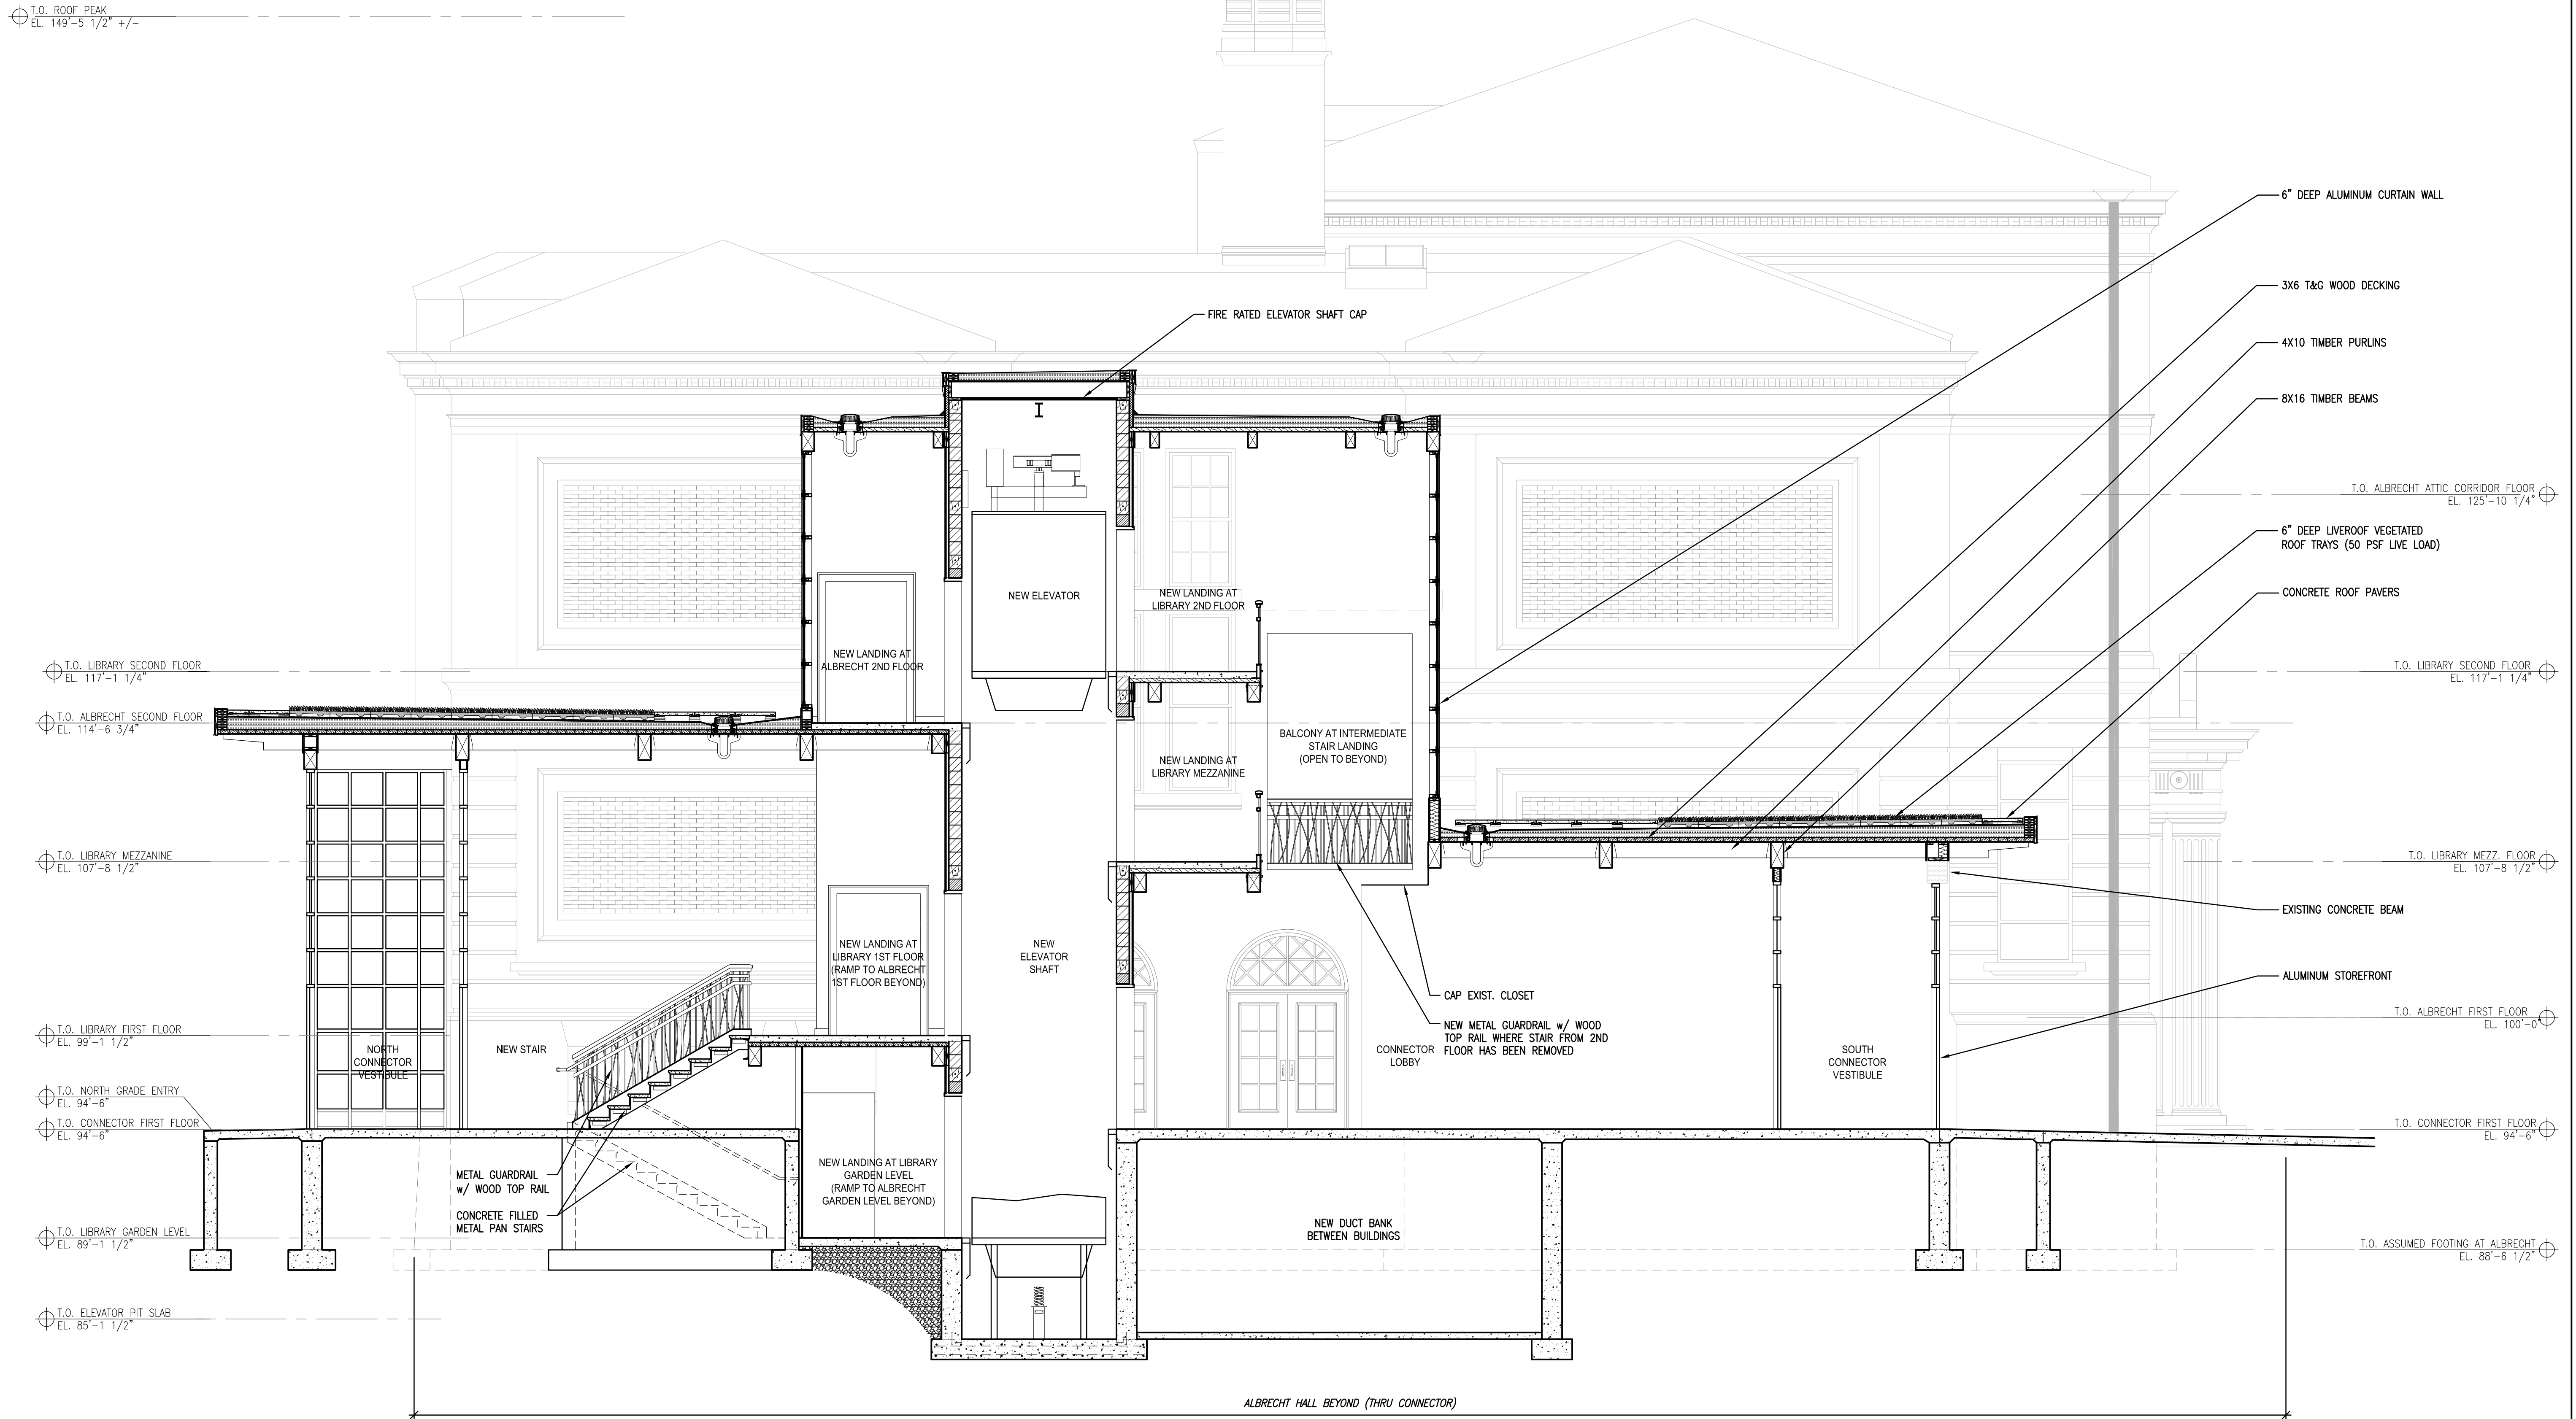 T.O. ROOF PEAK
EL. 149'-5 1/2" +/-
6" DEEP ALUMINUM CURTAIN WALL
3X6 T&G WOOD DECKING
FIRE RATED ELEVATOR SHAFT CAP
4X10 TIMBER PURLINS
8X16 TIMBER BEAMS
T.O. ALBRECHT ATTIC CORRIDOR FLOOR
EL. 125'-10 1/4"
6" DEEP LIVEROOF VEGETATED
ROOF TRAYS (50 PSF LIVE LOAD)
CONCRETE ROOF PAVERS
NEW ELEVATOR
NEW LANDING AT
LIBRARY 2ND FLOOR
NEW LANDING AT
ALBRECHT 2ND FLOOR
T.O. LIBRARY SECOND FLOOR
EL. 117'-1 1/4"
T.O. LIBRARY SECOND FLOOR
EL. 117'-1 1/4"
T.O. ALBRECHT SECOND FLOOR
EL. 114'-6 3/4"
BALCONY AT INTERMEDIATE
STAIR LANDING
(OPEN TO BEYOND)
NEW LANDING AT
LIBRARY MEZZANINE
T.O. LIBRARY MEZZANINE
EL. 107'-8 1/2"
T.O. LIBRARY MEZZ. FLOOR
EL. 107'-8 1/2"
EXISTING CONCRETE BEAM
NEW LANDING AT
LIBRARY 1ST FLOOR
(RAMP TO ALBRECHT
1ST FLOOR BEYOND)
NEW
ELEVATOR
SHAFT
ALUMINUM STOREFRONT
CAP EXIST. CLOSET
NEW METAL GUARDRAIL w/ WOOD
TOP RAIL WHERE STAIR FROM 2ND
FLOOR HAS BEEN REMOVED
T.O. ALBRECHT FIRST FLOOR
EL. 100'-0"
T.O. LIBRARY FIRST FLOOR
EL. 99'-1 1/2"
NORTH
CONNECTOR
VESTIBULE
NEW STAIR
CONNECTOR
LOBBY
SOUTH
CONNECTOR
VESTIBULE
T.O. NORTH GRADE ENTRY
EL. 94'-6"
T.O. CONNECTOR FIRST FLOOR
EL. 94'-6"
T.O. CONNECTOR FIRST FLOOR
EL. 94'-6"
METAL GUARDRAIL
w/ WOOD TOP RAIL
CONCRETE FILLED
METAL PAN STAIRS
NEW LANDING AT LIBRARY
GARDEN LEVEL
(RAMP TO ALBRECHT
GARDEN LEVEL BEYOND)
NEW DUCT BANK
BETWEEN BUILDINGS
T.O. LIBRARY GARDEN LEVEL
EL. 89'-1 1/2"
T.O. ASSUMED FOOTING AT ALBRECHT
EL. 88'-6 1/2"
T.O. ELEVATOR PIT SLAB
EL. 85'-1 1/2"
ALBRECHT HALL BEYOND (THRU CONNECTOR)